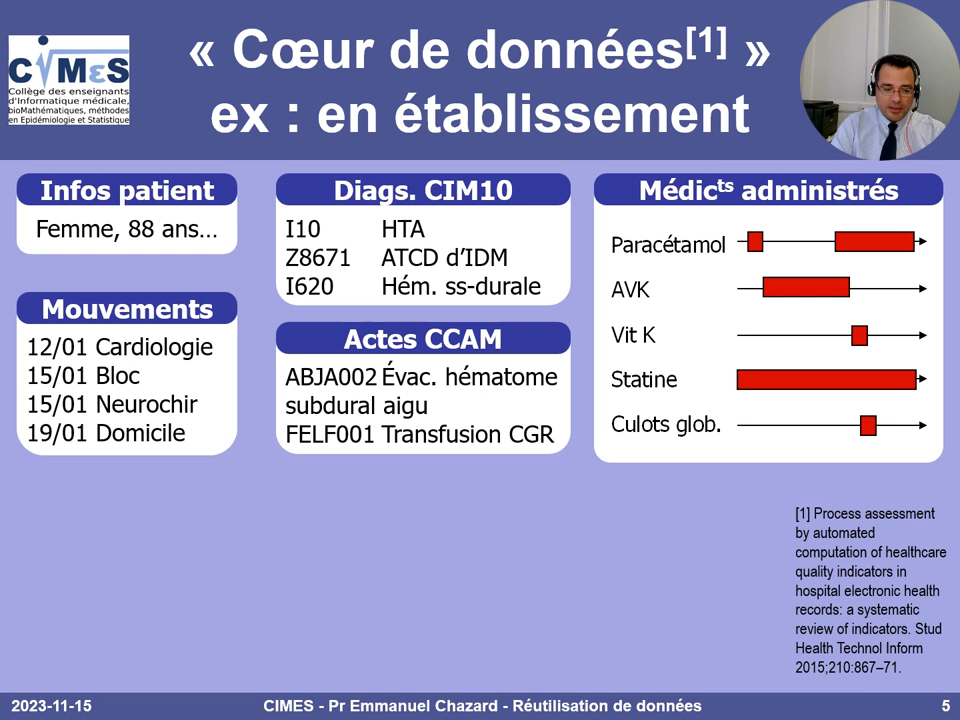 « Cœur de données[1] »
ex : en établissement
CiMεS
Collège des enseignants
d'Informatique médicale,
bioMathématiques, méthodes
en Epidémiologie et Statistique
Infos patient
Femme, 88 ans…
Mouvements
12/01 Cardiologie
15/01 Bloc
15/01 Neurochir
19/01 Domicile
Diags. CIM10
I10 HTA
Z8671 ATCD d’IDM
I620 Hém. ss-durale
Actes CCAM
ABJA002 Évac. hématome
subdural aigu
FELF001 Transfusion CGR
Médicts administrés
Paracétamol
AVK
Vit K
Statine
Culots glob.
[1] Process assessment
by automated
computation of healthcare
quality indicators in
hospital electronic health
records: a systematic
review of indicators. Stud
Health Technol Inform
2015;210:867–71.
2023-11-15
CIMES - Pr Emmanuel Chazard - Réutilisation de données
5